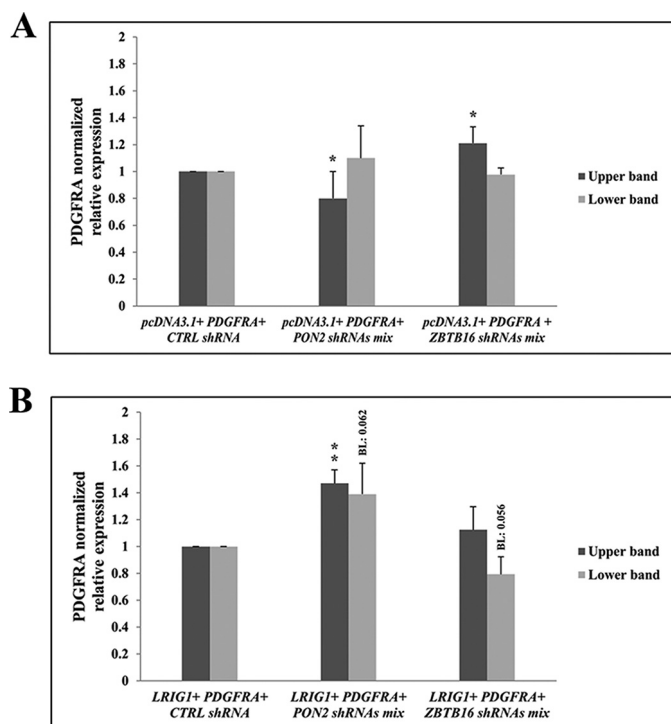 A
PDGFRA normalized
relative expression
2
1.8
1.6
1.4
1.2
1
0.8
0.6
0.4
0.2
0
*
*
Upper band
Lower band
pcDNA3.1+ PDGFRA+
CTRL shRNA
pcDNA3.1+ PDGFRA+
PON2 shRNAs mix
pcDNA3.1+ PDGFRA +
ZBTB16 shRNAs mix
B
PDGFRA normalized
relative expression
2
1.8
1.6
1.4
1.2
1
0.8
0.6
0.4
0.2
0
**
BL: 0.062
BL: 0.056
Upper band
Lower band
LRIG1+ PDGFRA+
CTRL shRNA
LRIG1+ PDGFRA+
PON2 shRNAs mix
LRIG1+ PDGFRA+
ZBTB16 shRNAs mix